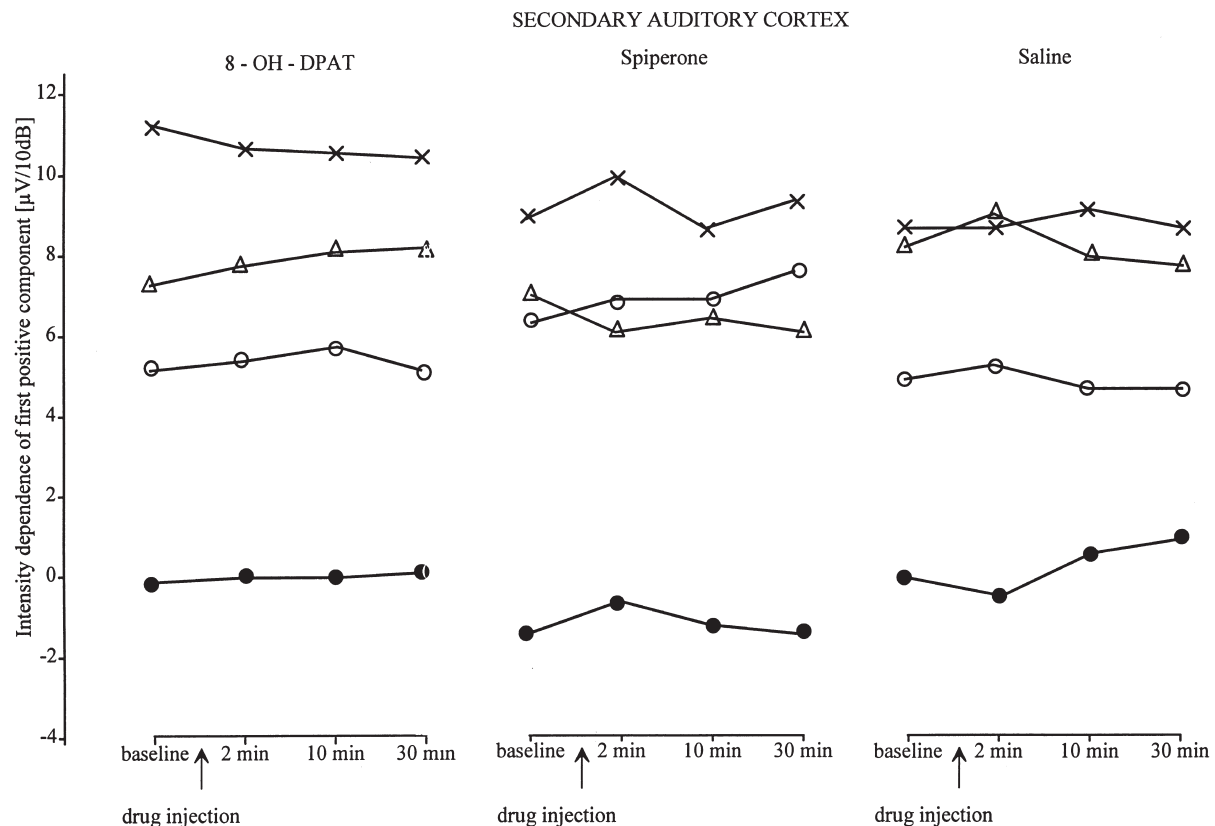 SECONDARY AUDITORY CORTEX
8 - OH - DPAT
Spiperone
Saline
Intensity dependence of first positive component [µV/10dB]
12
10
8
6
4
2
0
-2
-4
baseline 2 min 10 min 30 min
baseline 2 min 10 min 30 min
baseline 2 min 10 min 30 min
drug injection
drug injection
drug injection